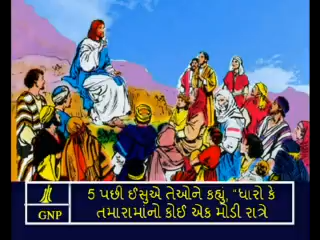 5 પછી ઈસુએ તેઓને કહ્યું, “ધારો કે
તમારામાંનો કોઈ એક મોડી રાત્રે
GNP